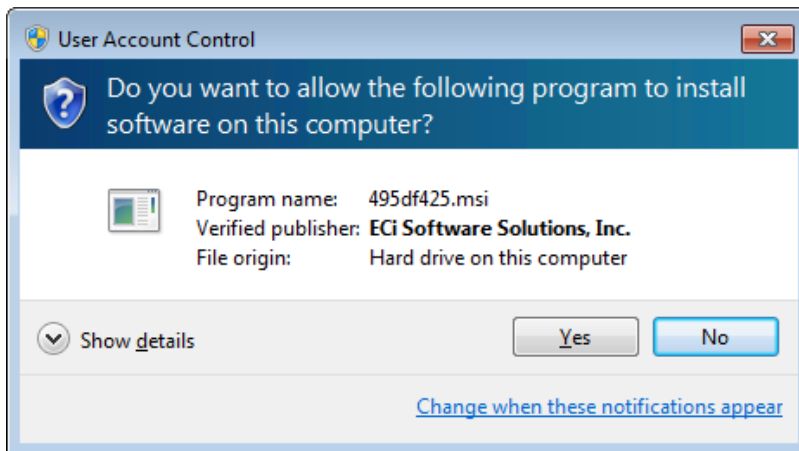 User Account Control
Do you want to allow the following program to install
software on this computer?
Program name: 495df425.msi
Verified publisher: ECi Software Solutions, Inc.
File origin: Hard drive on this computer
Show details
Yes
No
Change when these notifications appear